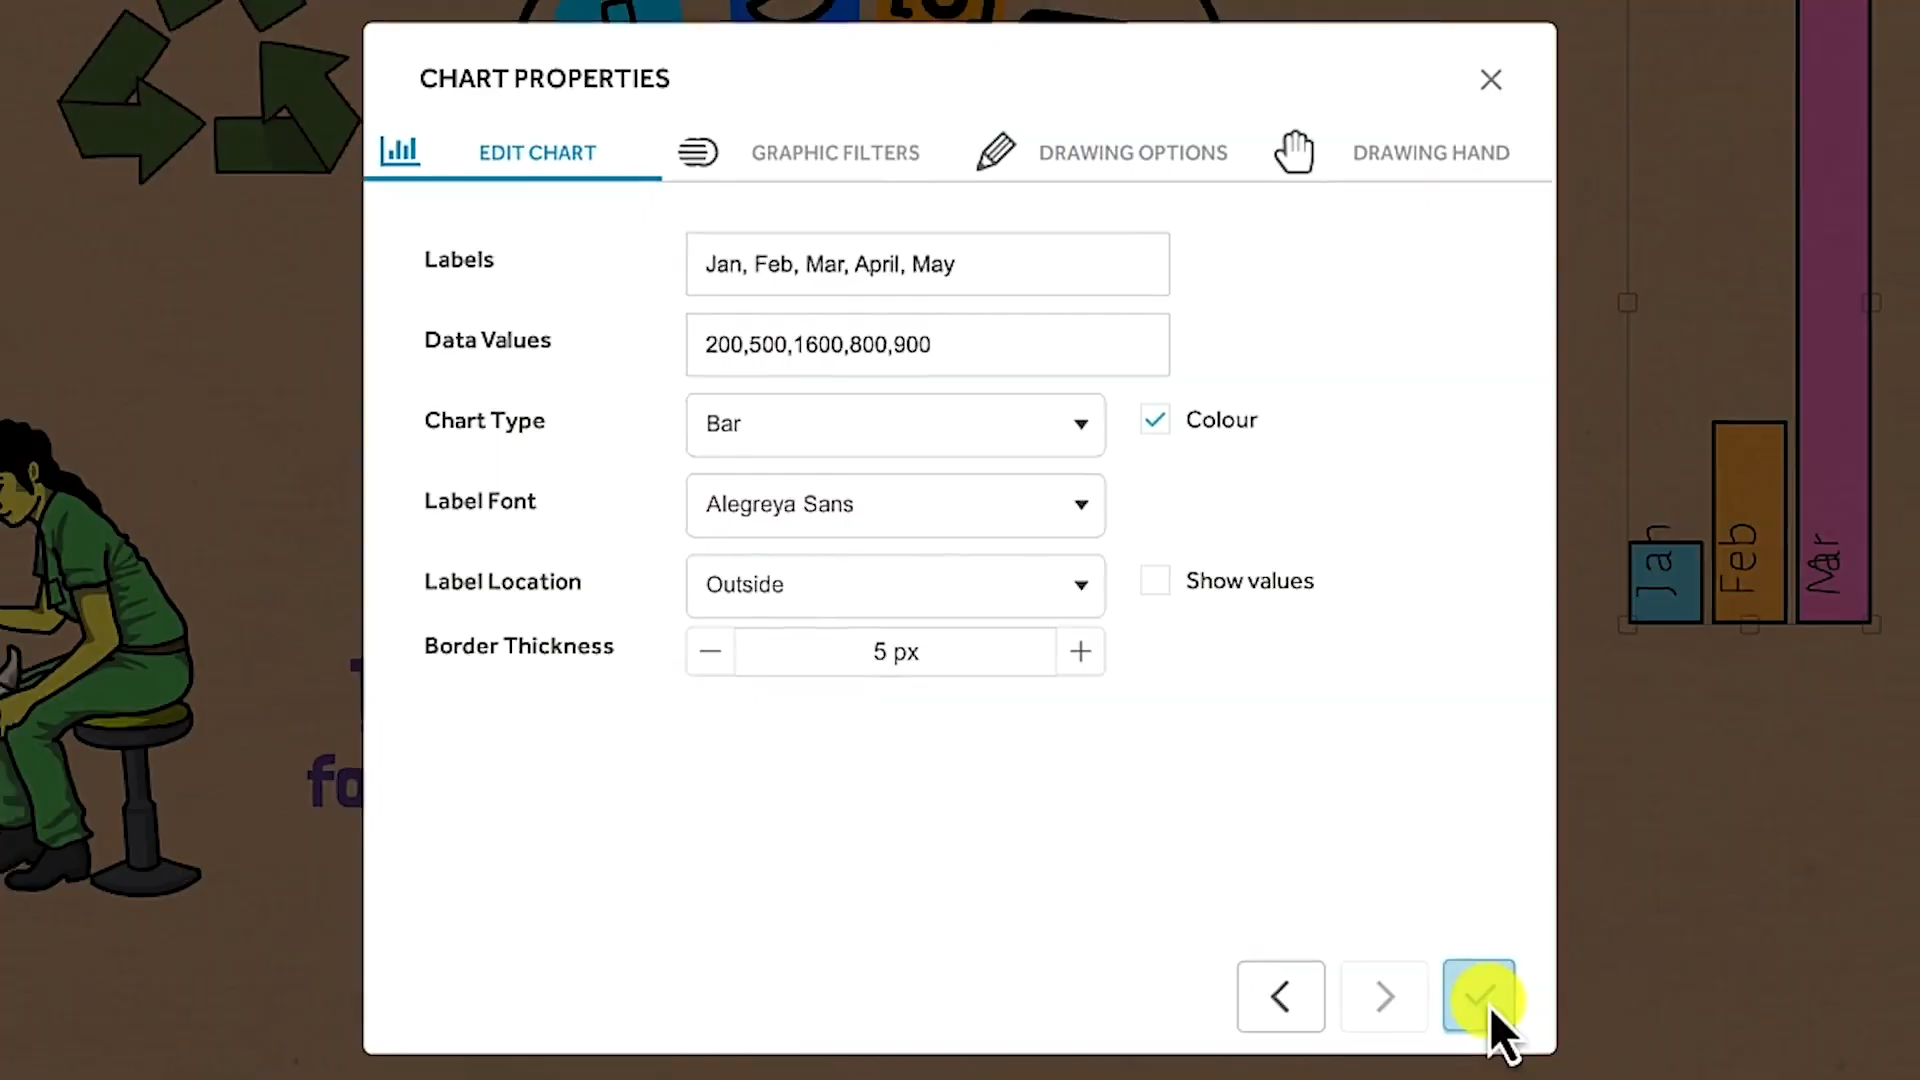 CHART PROPERTIES
EDIT CHART
GRAPHIC FILTERS
DRAWING OPTIONS
DRAWING HAND
Labels
Jan, Feb, Mar, April, May
Data Values
200,500,1600,800,900
Chart Type
Bar
Colour
Label Font
Alegreya Sans
Label Location
Outside
Show values
Border Thickness
5 px
Jan
Feb
Mar